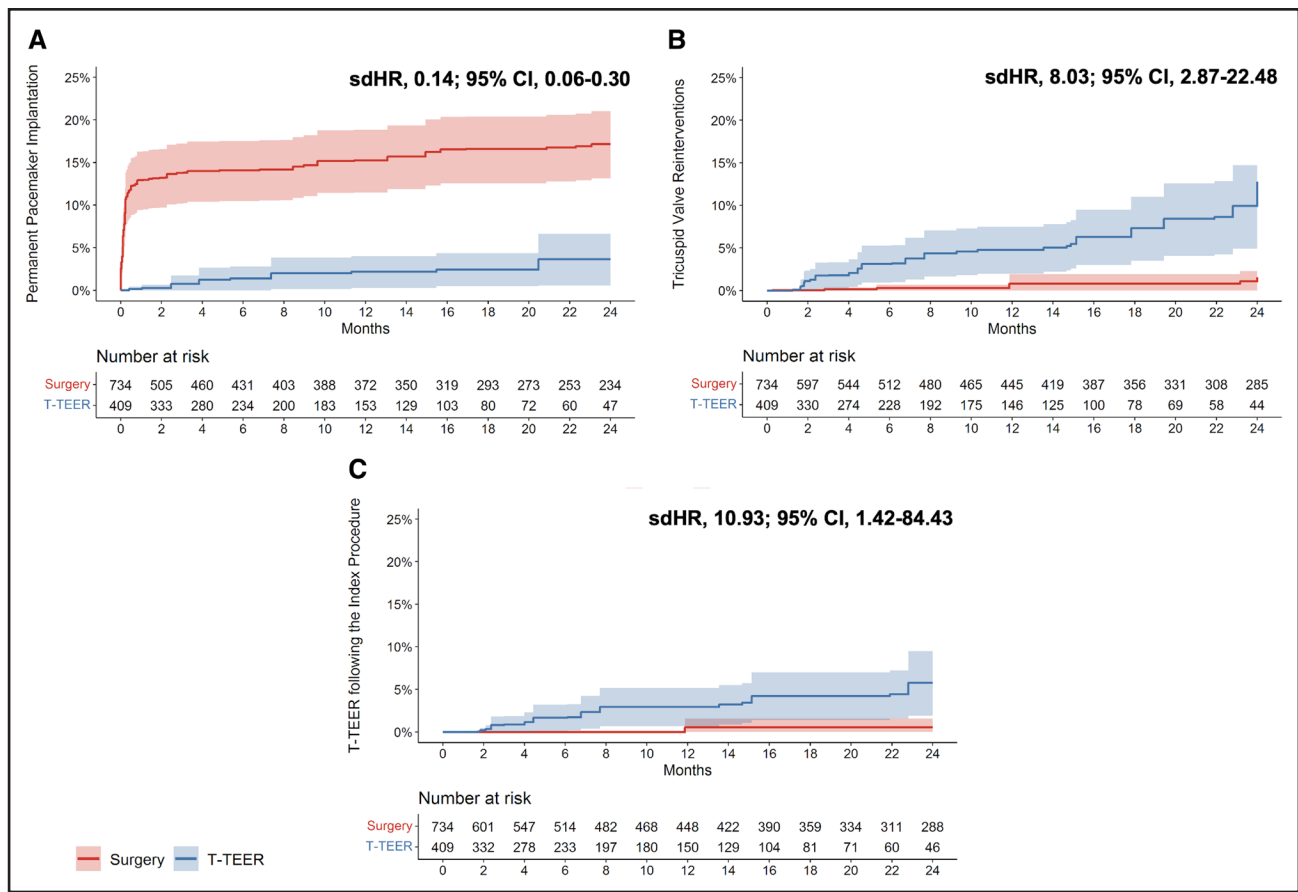 A
sdHR, 0.14; 95% CI, 0.06-0.30
Permanent Pacemaker Implantation
25%
20%
15%
10%
5%
0%
0 2 4 6 8 10 12 14 16 18 20 22 24
Months
Number at risk
Surgery 734 505 460 431 403 388 372 350 319 293 273 253 234
T-TEER 409 333 280 234 200 183 153 129 103 80 72 60 47
0 2 4 6 8 10 12 14 16 18 20 22 24
B
sdHR, 8.03; 95% CI, 2.87-22.48
Tricuspid Valve Reinterventions
25%
20%
15%
10%
5%
0%
0 2 4 6 8 10 12 14 16 18 20 22 24
Months
Number at risk
Surgery 734 597 544 512 480 465 445 419 387 356 331 308 285
T-TEER 409 330 274 228 192 175 146 125 100 78 69 58 44
0 2 4 6 8 10 12 14 16 18 20 22 24
C
sdHR, 10.93; 95% CI, 1.42-84.43
T-TEER following the Index Procedure
25%
20%
15%
10%
5%
0%
0 2 4 6 8 10 12 14 16 18 20 22 24
Months
Number at risk
Surgery 734 601 547 514 482 468 448 422 390 359 334 311 288
T-TEER 409 332 278 233 197 180 150 129 104 81 71 60 46
0 2 4 6 8 10 12 14 16 18 20 22 24
Surgery T-TEER